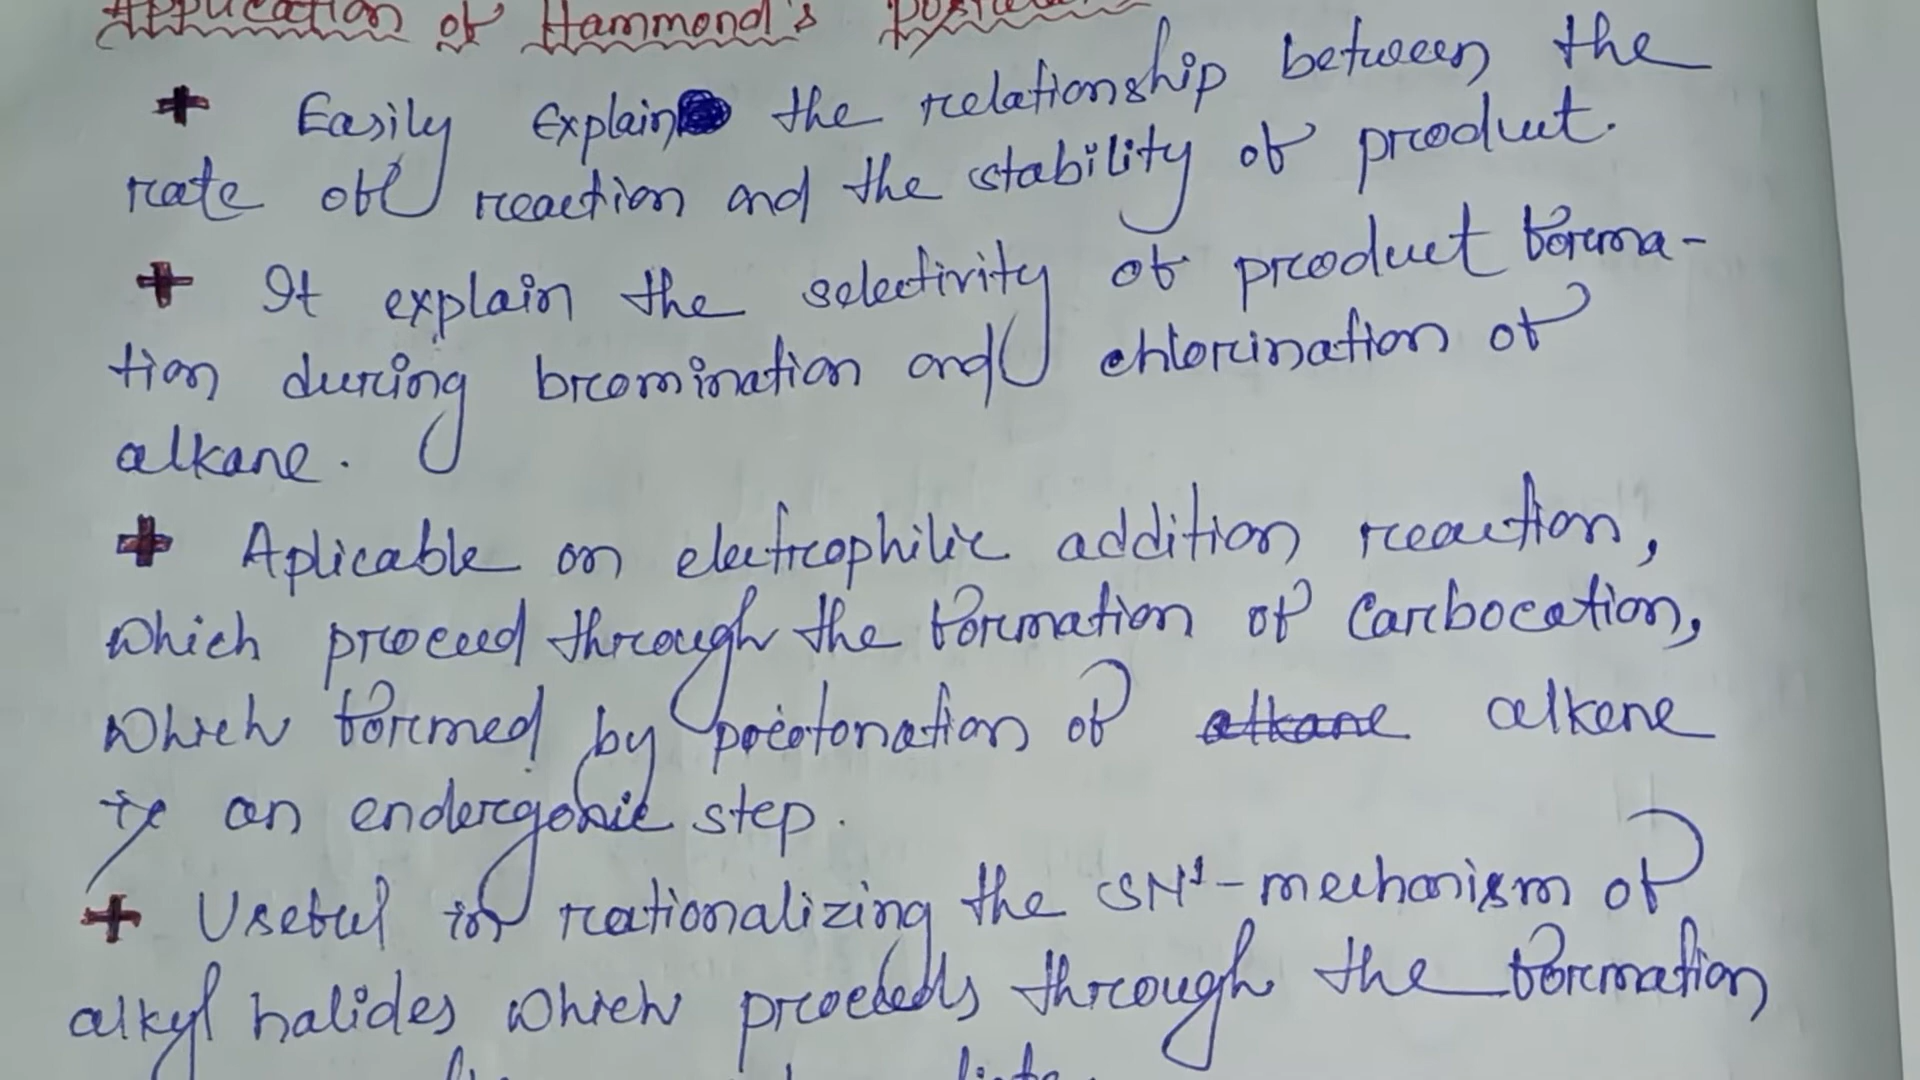 Application of Hammond's
+ Easily Explain the relationship between the
rate of reaction and the stability of product.
+ It explain the selectivity of product forma-
tion during bromination and chlorination of
alkane.
+ Aplicable on electrophilic addition reaction,
which proceed through the formation of Carbocation,
which formed by protonation of alkane alkene
is an endergonic step.
+ Useful for rationalizing the SN¹-mechanism of
alkyl halides which proceeds through the formation